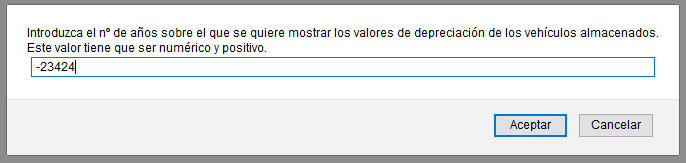 Introduzca el nº de años sobre el que se quiere mostrar los valores de depreciación de los vehículos almacenados.
Este valor tiene que ser numérico y positivo.
-23424
Aceptar
Cancelar